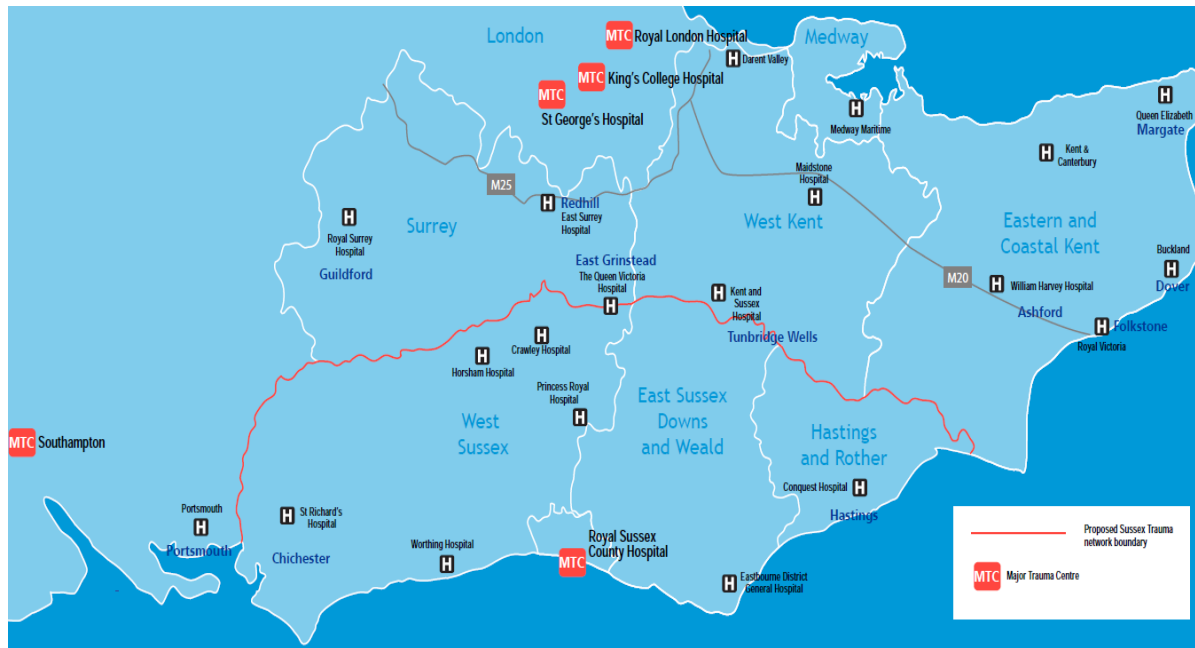 London
MTC
Royal London Hospital
Medway
MTC
King's College Hospital
H
Darent Valley
MTC
St George's Hospital
H
Medway Maritime
H
Queen Elizabeth
Margate
H
Kent &
Canterbury
M25
Maidstone
Hospital
H
H
Redhill
East Surrey
Hospital
H
Royal Surrey
Hospital
Guildford
Surrey
West Kent
Eastern and
Coastal Kent
East Grinstead
The Queen Victoria
Hospital
H
H
Kent and
Sussex
Hospital
Tunbridge Wells
M20
H
William Harvey Hospital
Ashford
Buckland
H
Dover
H
Folkstone
Royal Victoria
H
Crawley Hospital
H
Horsham Hospital
Princess Royal
Hospital
H
West
Sussex
East Sussex
Downs
and Weald
Hastings
and Rother
MTC
Southampton
Conquest Hospital
H
Hastings
Portsmouth
H
Portsmouth
H
St Richard's
Hospital
Chichester
Worthing Hospital
H
Royal Sussex
County Hospital
MTC
H
Eastbourne District
General Hospital
Proposed Sussex Trauma
network boundary
MTC
Major Trauma Centre